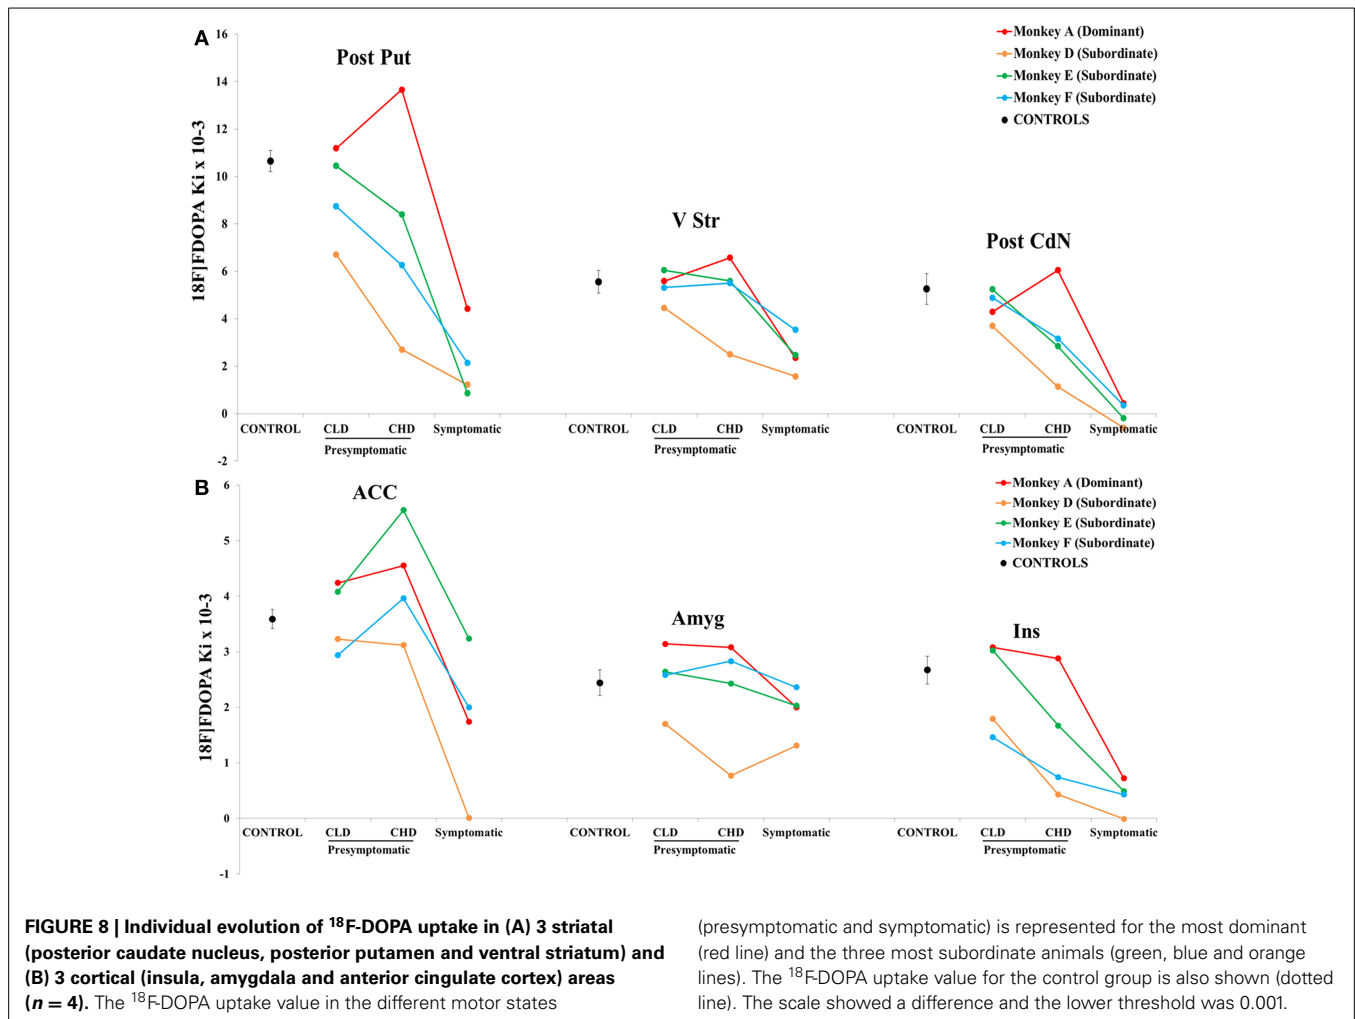 A
16
14
12
10
8
6
4
2
0
-2
18F]FDOPA Ki x 10-3
Post Put
V Str
Post CdN
Monkey A (Dominant)
Monkey D (Subordinate)
Monkey E (Subordinate)
Monkey F (Subordinate)
CONTROLS
CONTROL CLD CHD Symptomatic CONTROL CLD CHD Symptomatic CONTROL CLD CHD Symptomatic
Presymptomatic Presymptomatic Presymptomatic
B
6
5
4
3
2
1
0
-1
18F]FDOPA Ki x 10-3
ACC
Amyg
Ins
Monkey A (Dominant)
Monkey D (Subordinate)
Monkey E (Subordinate)
Monkey F (Subordinate)
CONTROLS
CONTROL CLD CHD Symptomatic CONTROL CLD CHD Symptomatic CONTROL CLD CHD Symptomatic
Presymptomatic Presymptomatic Presymptomatic
FIGURE 8 | Individual evolution of ¹⁸F-DOPA uptake in (A) 3 striatal
(posterior caudate nucleus, posterior putamen and ventral striatum) and
(B) 3 cortical (insula, amygdala and anterior cingulate cortex) areas
(n = 4). The ¹⁸F-DOPA uptake value in the different motor states
(presymptomatic and symptomatic) is represented for the most dominant
(red line) and the three most subordinate animals (green, blue and orange
lines). The ¹⁸F-DOPA uptake value for the control group is also shown (dotted
line). The scale showed a difference and the lower threshold was 0.001.